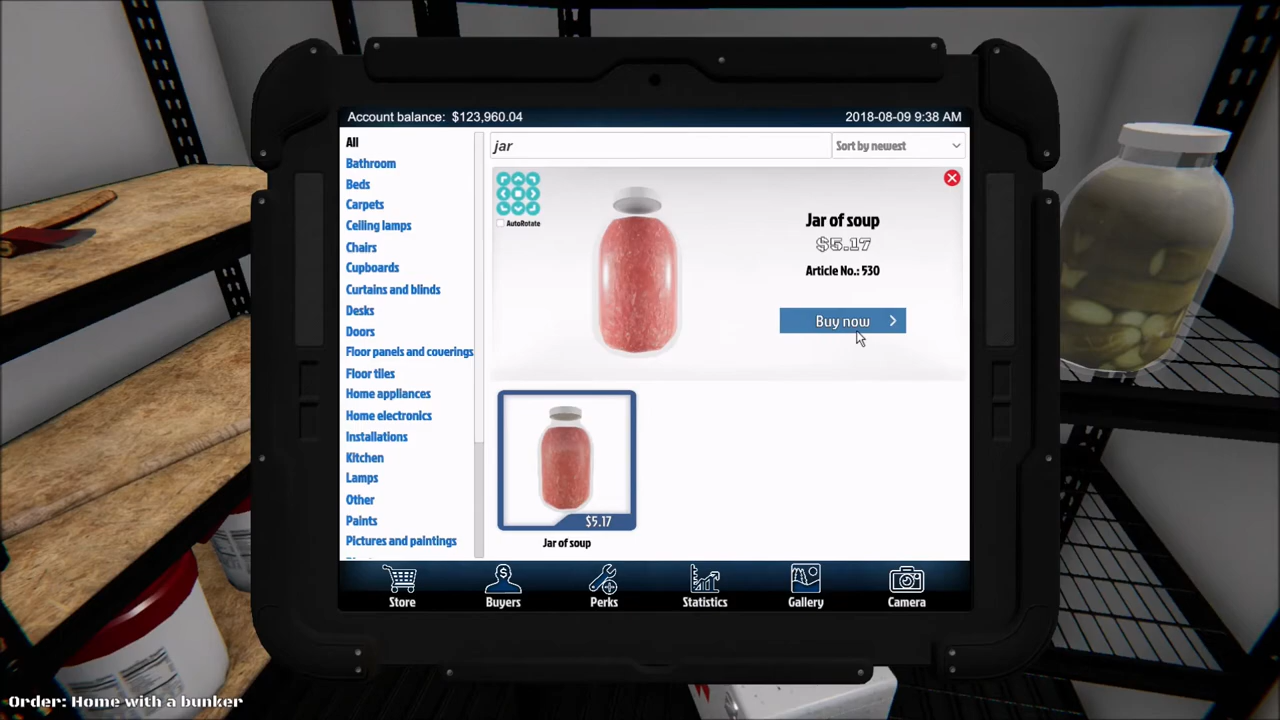 Account balance: $123,960.04
2018-08-09 9:38 AM
All
Bathroom
Beds
Carpets
Ceiling lamps
Chairs
Cupboards
Curtains and blinds
Desks
Doors
Floor panels and coverings
Floor tiles
Home appliances
Home electronics
Installations
Kitchen
Lamps
Other
Paints
Pictures and paintings
jar
Sort by newest
AutoRotate
Jar of soup
$5.17
Article No.: 530
Buy now
$5.17
Jar of soup
Store
Buyers
Perks
Statistics
Gallery
Camera
Order: Home with a bunker